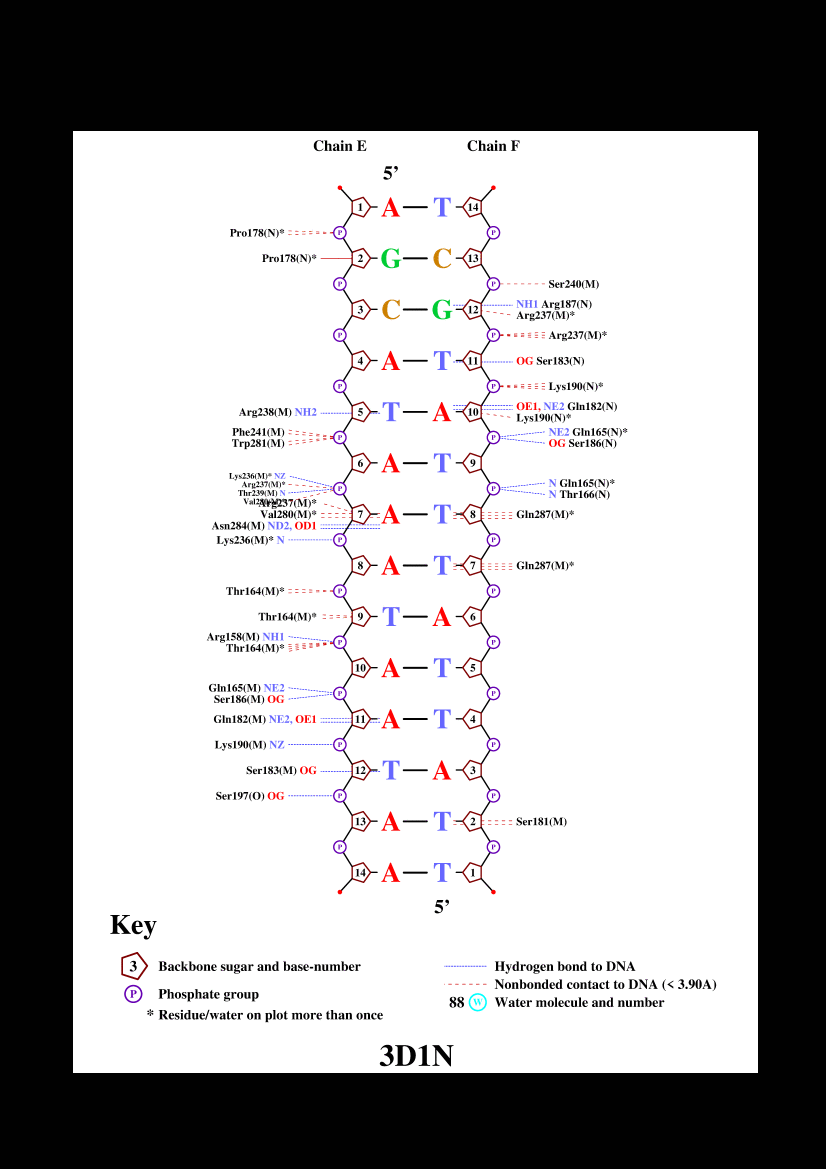 Chain E Chain F
5’
1 A T 14
P P
Pro178(N)*
Pro178(N)* 2 G C 13
P P Ser240(M)
3 C G 12 NH1 Arg187(N)
Arg237(M)*
P P Arg237(M)*
4 A T 11 OG Ser183(N)
P P Lys190(N)*
Arg238(M) NH2 5 T A 10 OE1, NE2 Gln182(N)
Lys190(N)*
Phe241(M) P P NE2 Gln165(N)*
Trp281(M) OG Ser186(N)
6 A T 9
Lys236(M)* NZ
Arg237(M)* P P N Gln165(N)*
Thr239(M) N N Thr166(N)
Arg237(M)*
Val280(M)* 7 A T 8 Gln287(M)*
Asn284(M) ND2, OD1
Lys236(M)* N P P
8 A T 7 Gln287(M)*
Thr164(M)* P P
Thr164(M)* 9 T A 6
Arg158(M) NH1 P P
Thr164(M)*
10 A T 5
Gln165(M) NE2 P P
Ser186(M) OG
Gln182(M) NE2, OE1 11 A T 4
Lys190(M) NZ P P
Ser183(M) OG 12 T A 3
Ser197(O) OG P P
13 A T 2 Ser181(M)
P P
14 A T 1
5’
Key
3 Backbone sugar and base-number
P Phosphate group
* Residue/water on plot more than once
Hydrogen bond to DNA
Nonbonded contact to DNA (< 3.90A)
88 W Water molecule and number
3D1N